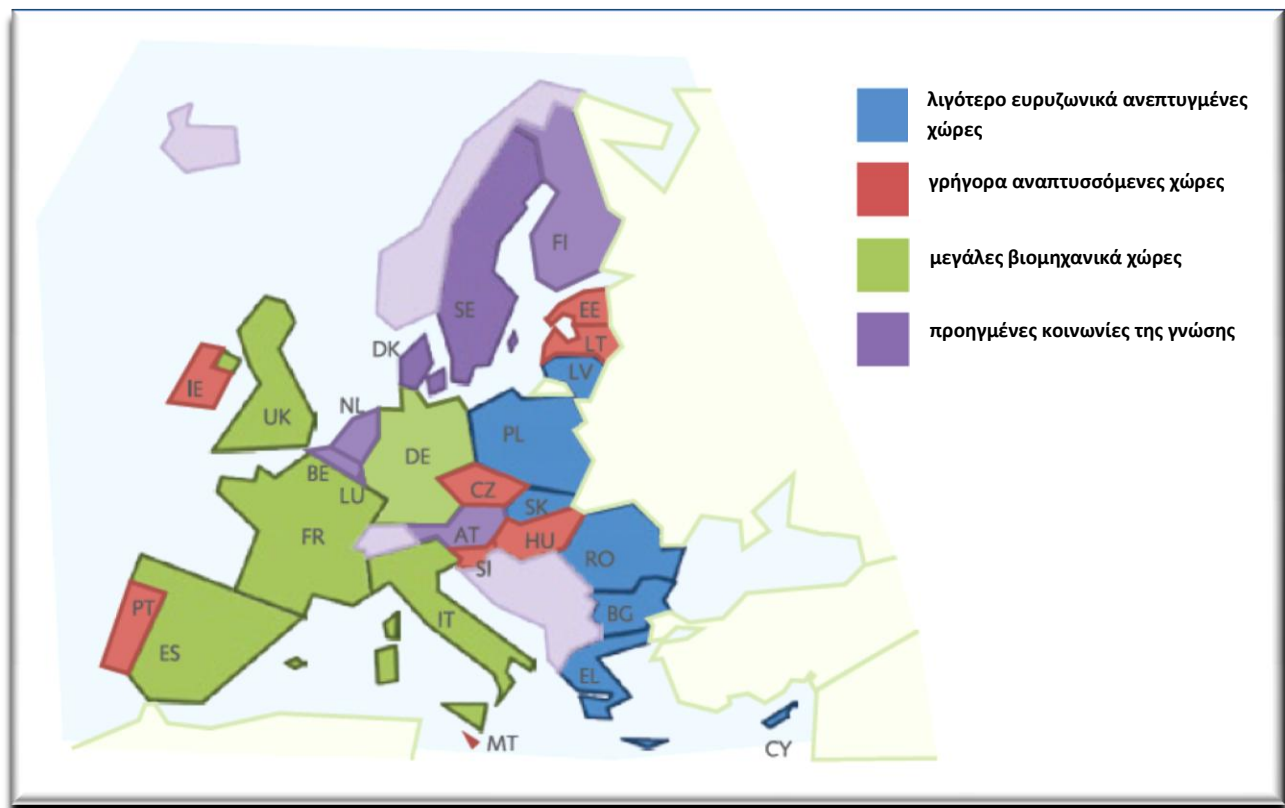 λιγότερο ευρυζωνικά ανεπτυγμένες
χώρες
γρήγορα αναπτυσσόμενες χώρες
μεγάλες βιομηχανικά χώρες
προηγμένες κοινωνίες της γνώσης
FI
SE
EE
LT
LV
DK
IE
UK
NL
PL
BE
DE
LU
CZ
SK
FR
AT
HU
SI
RO
PT
IT
BG
ES
EL
MT
CY